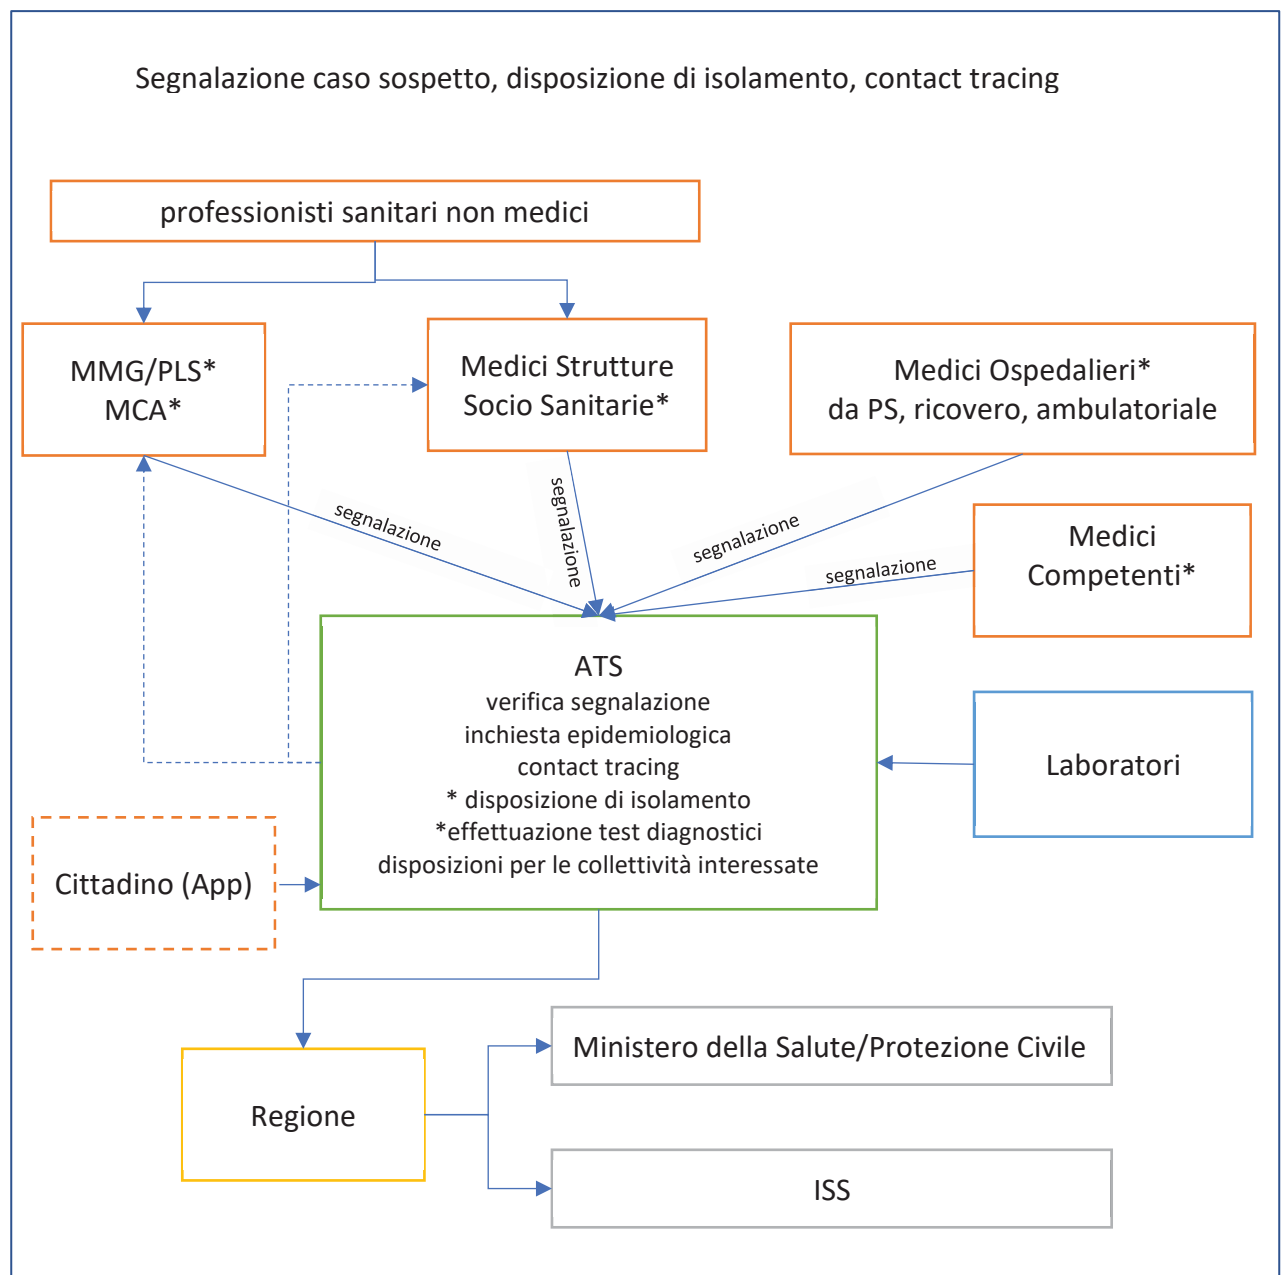 Segnalazione caso sospetto, disposizione di isolamento, contact tracing
professionisti sanitari non medici
MMG/PLS*
MCA*
Medici Strutture
Socio Sanitarie*
Medici Ospedalieri*
da PS, ricovero, ambulatoriale
segnalazione
segnalazione
segnalazione
segnalazione
Medici
Competenti*
ATS
verifica segnalazione
inchiesta epidemiologica
contact tracing
* disposizione di isolamento
*effettuazione test diagnostici
disposizioni per le collettività interessate
Laboratori
Cittadino (App)
Regione
Ministero della Salute/Protezione Civile
ISS